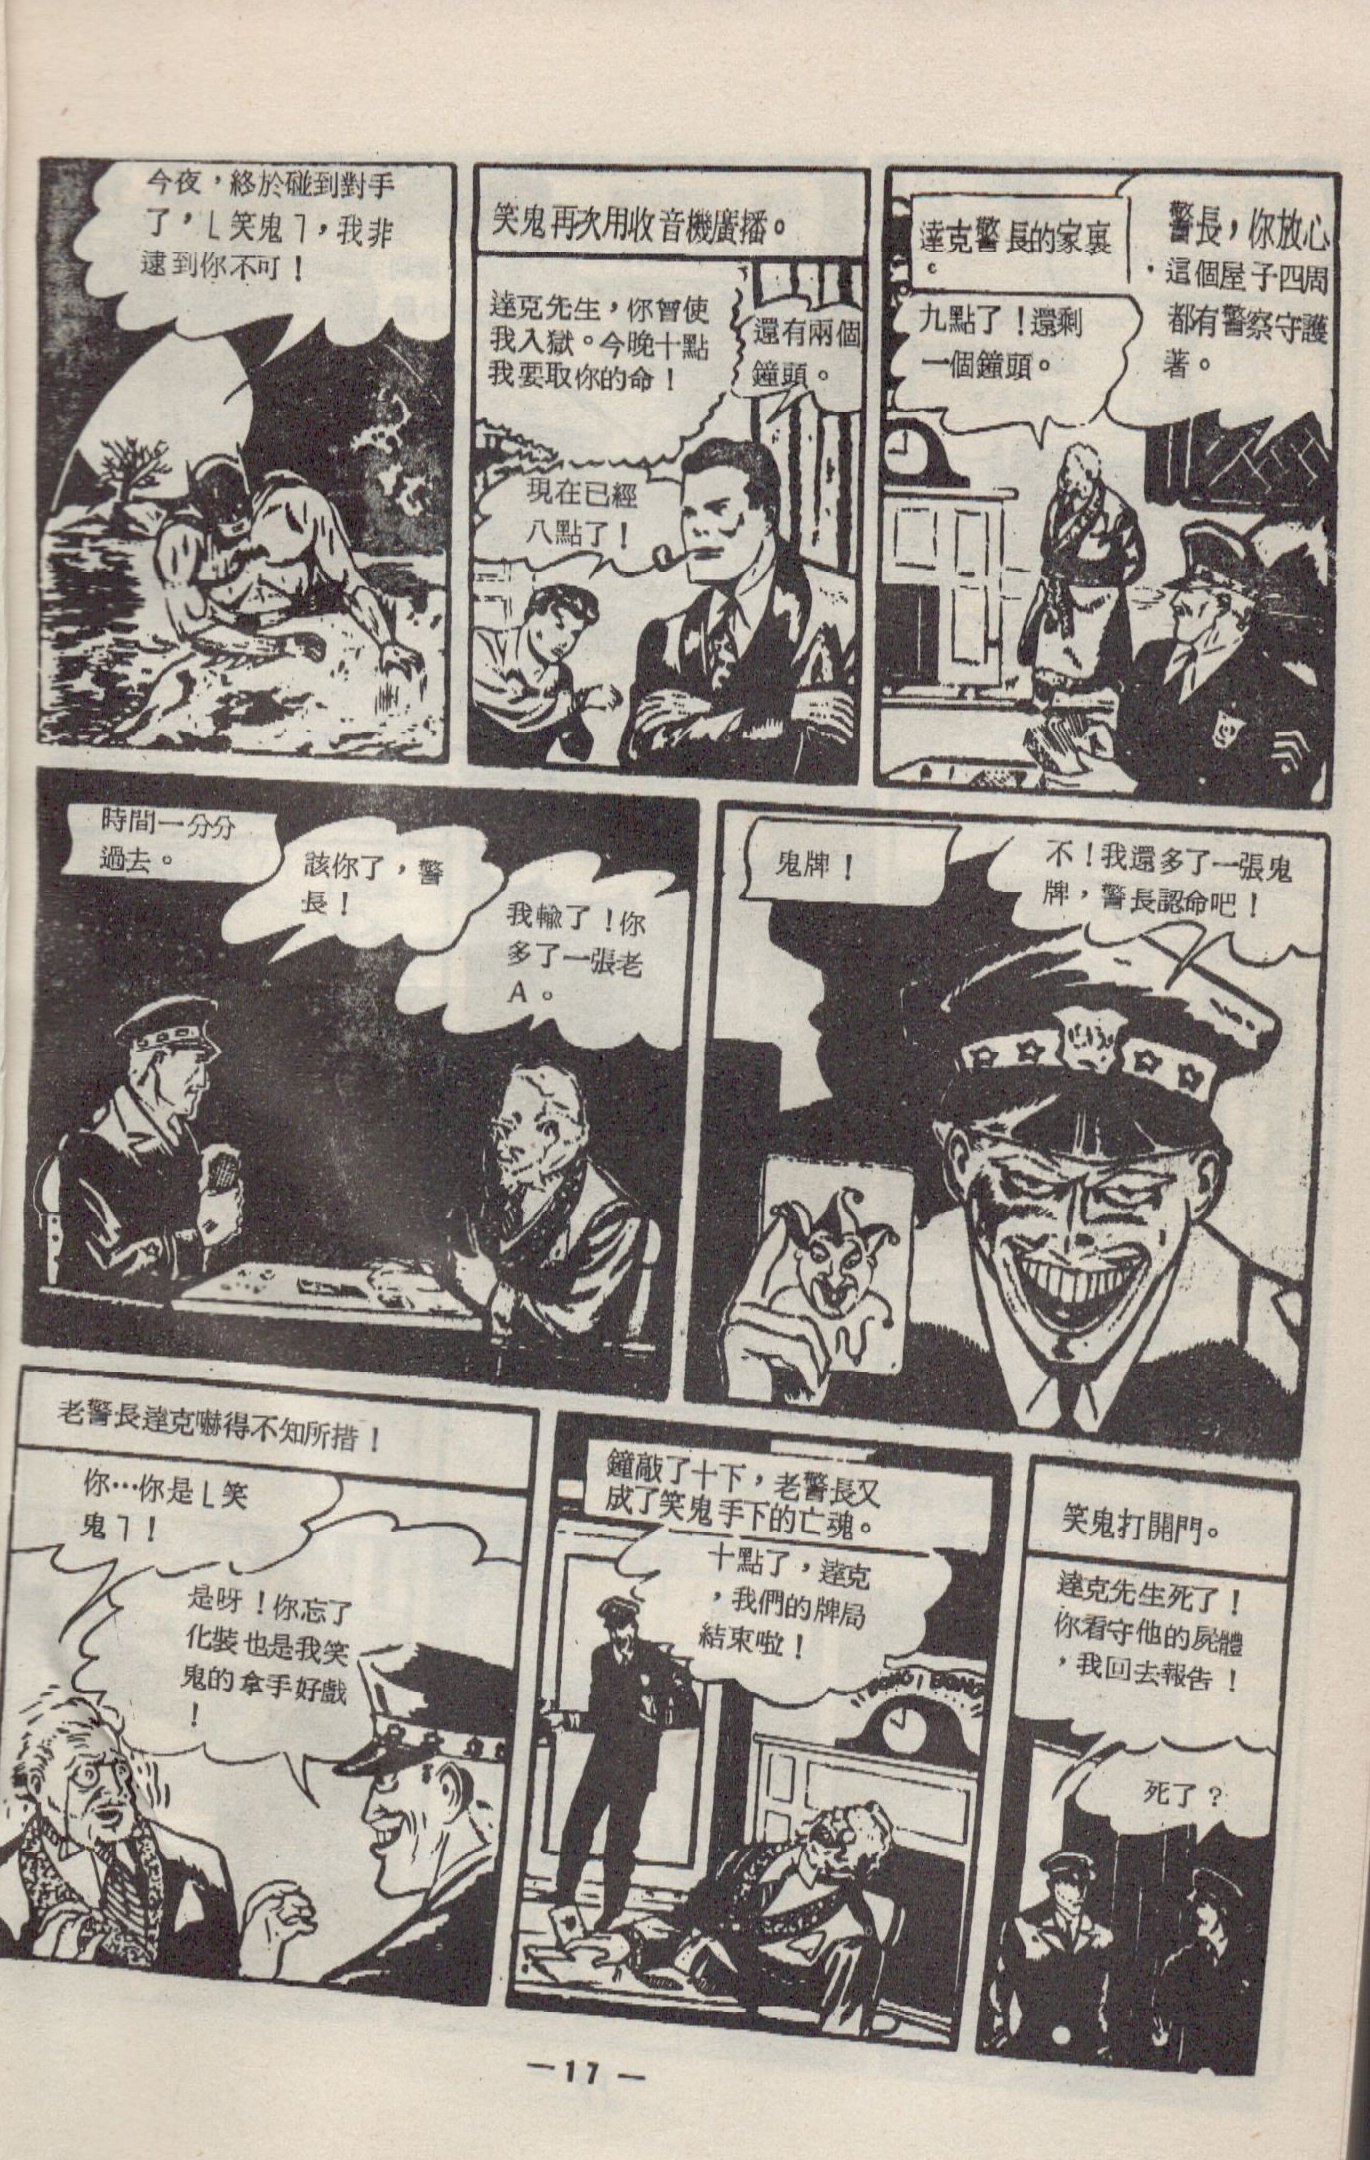 今夜，終於碰到對手
了，「笑鬼」，我非
逮到你不可！
笑鬼再次用收音機廣播。
達克先生，你曾使
我入獄。今晚十點
我要取你的命！
還有兩個
鐘頭。
現在已經
八點了！
達克警長的家裏
。
九點了！還剩
一個鐘頭。
警長，你放心
，這個屋子四周
都有警察守護
著。
時間一分分
過去。
該你了，警
長！
我輸了！你
多了一張老
A。
鬼牌！
不！我還多了一張鬼
牌，警長認命吧！
老警長達克嚇得不知所措！
你…你是「笑
鬼」！
是呀！你忘了
化裝也是我笑
鬼的拿手好戲
！
鐘敲了十下，老警長又
成了笑鬼手下的亡魂。
十點了，達克
，我們的牌局
結束啦！
BONG! BONG!
笑鬼打開門。
達克先生死了！
你看守他的屍體
，我回去報告！
死了？
—17—